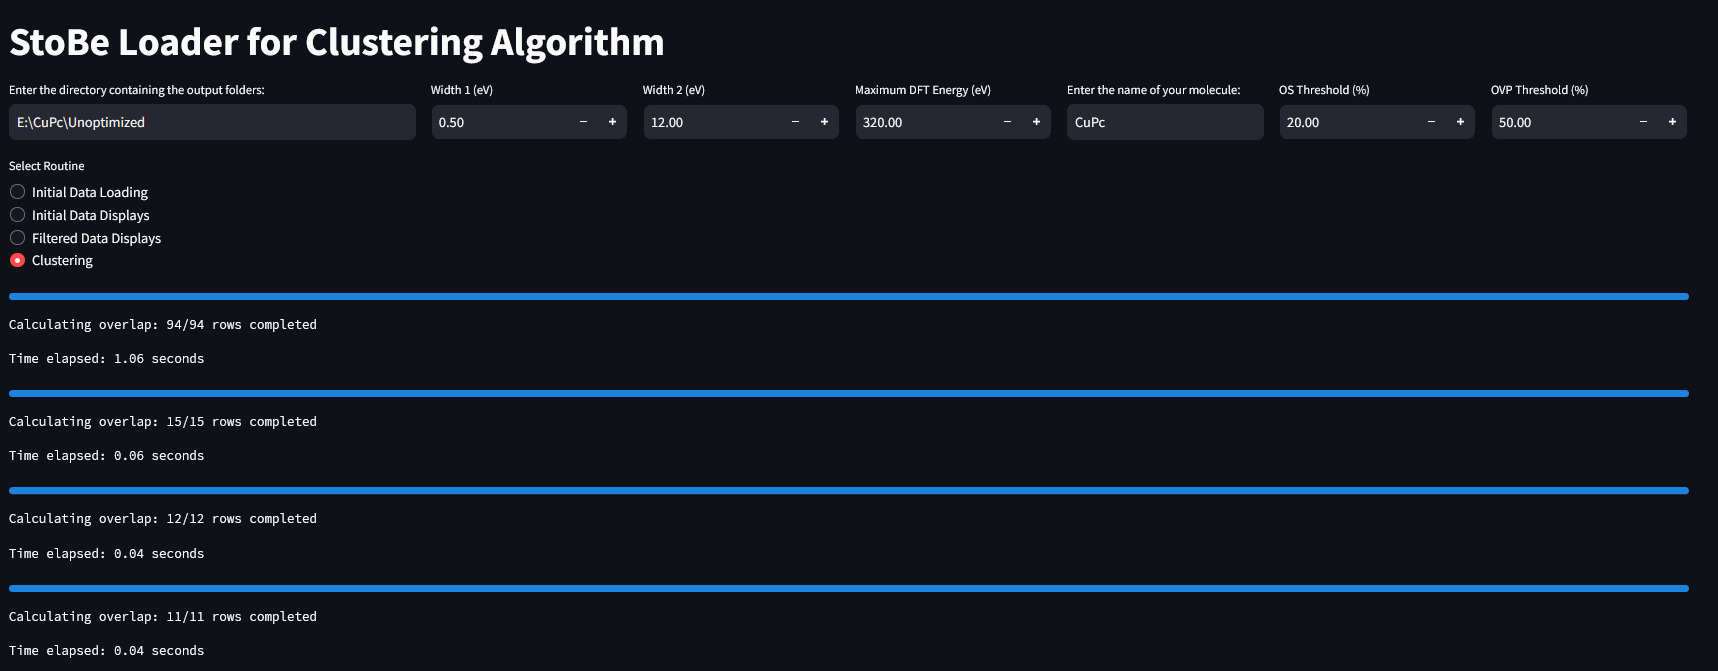 StoBe Loader for Clustering Algorithm
Enter the directory containing the output folders: Width 1 (eV) Width 2 (eV) Maximum DFT Energy (eV) Enter the name of your molecule: OS Threshold (%) OVP Threshold (%)
E:\CuPc\Unoptimized 0.50 − + 12.00 − + 320.00 − + CuPc 20.00 − + 50.00 − +
Select Routine
Initial Data Loading
Initial Data Displays
Filtered Data Displays
Clustering
Calculating overlap: 94/94 rows completed
Time elapsed: 1.06 seconds
Calculating overlap: 15/15 rows completed
Time elapsed: 0.06 seconds
Calculating overlap: 12/12 rows completed
Time elapsed: 0.04 seconds
Calculating overlap: 11/11 rows completed
Time elapsed: 0.04 seconds